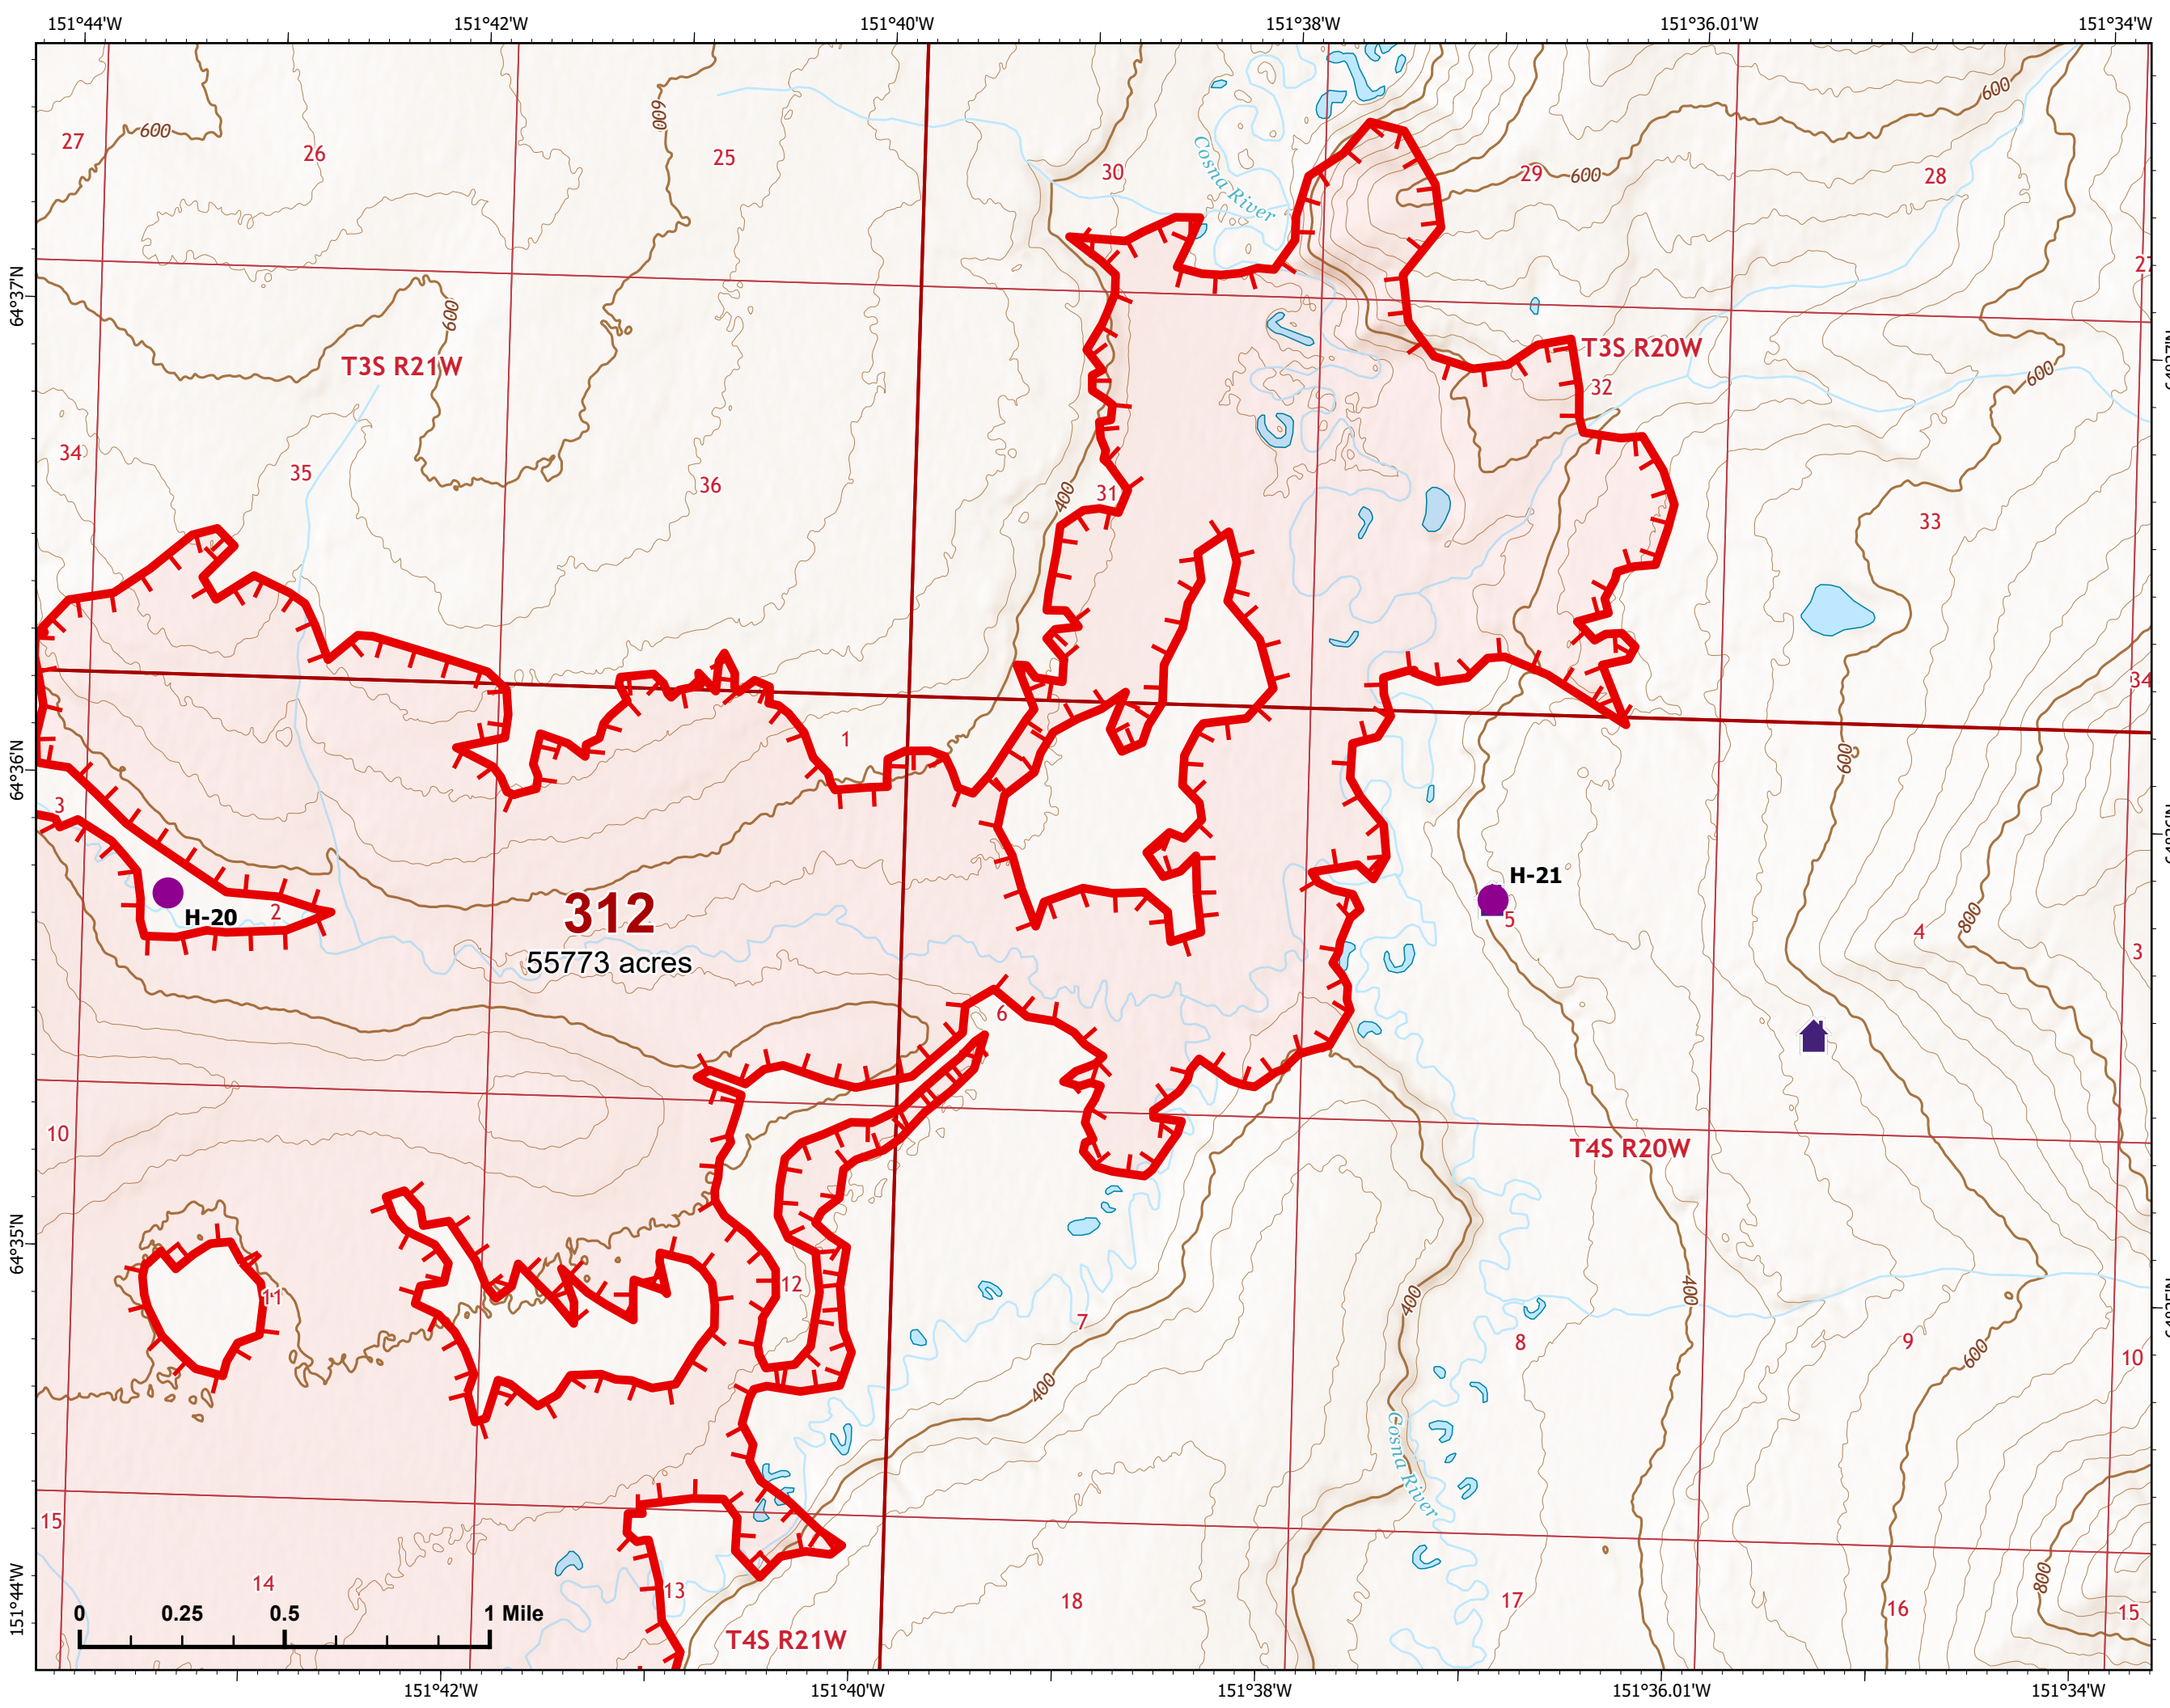 151°44'W
151°42'W
151°40'W
151°38'W
151°36.01'W
151°34'W
600
600
600
27
26
25
30
Cosna River
29
600
28
27
64°37'N
600
T3S R21W
T3S R20W
32
600
34
35
36
400
31
33
34
1
600
64°36'N
3
H-20
2
312
55773 acres
H-21
5
800
4
3
6
10
T4S R20W
64°35'N
11
12
7
400
400
8
400
9
600
10
Cosna River
15
14
13
18
17
16
800
15
0
0.25
0.5
1 Mile
T4S R21W
151°44'W
151°42'W
151°40'W
151°38'W
151°36.01'W
151°34'W